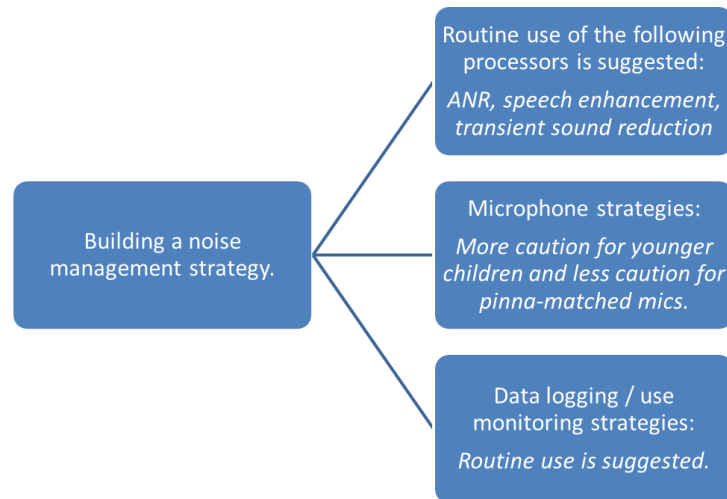 Building a noise
management strategy.
Routine use of the following
processors is suggested:
ANR, speech enhancement,
transient sound reduction
Microphone strategies:
More caution for younger
children and less caution for
pinna-matched mics.
Data logging / use
monitoring strategies:
Routine use is suggested.